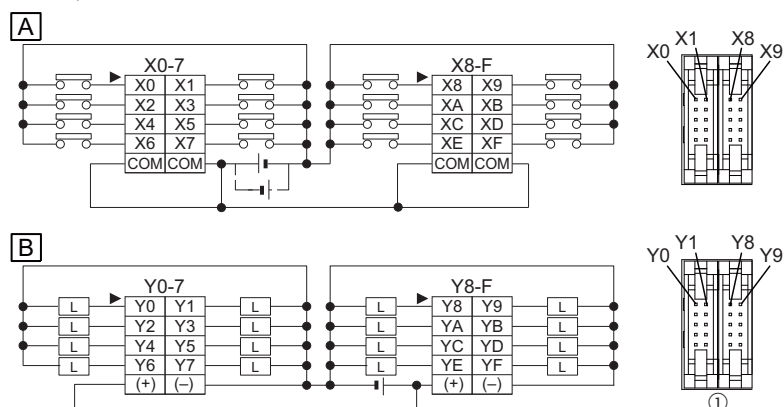 A
X0-7
X0 X1
X2 X3
X4 X5
X6 X7
COM COM
X8-F
X8 X9
XA XB
XC XD
XE XF
COM COM
X0 X1 X8 X9
B
Y0-7
L Y0 Y1 L
L Y2 Y3 L
L Y4 Y5 L
L Y6 Y7 L
(+) (–)
Y8-F
L Y8 Y9 L
L YA YB L
L YC YD L
L YE YF L
(+) (–)
Y0 Y1 Y8 Y9
①